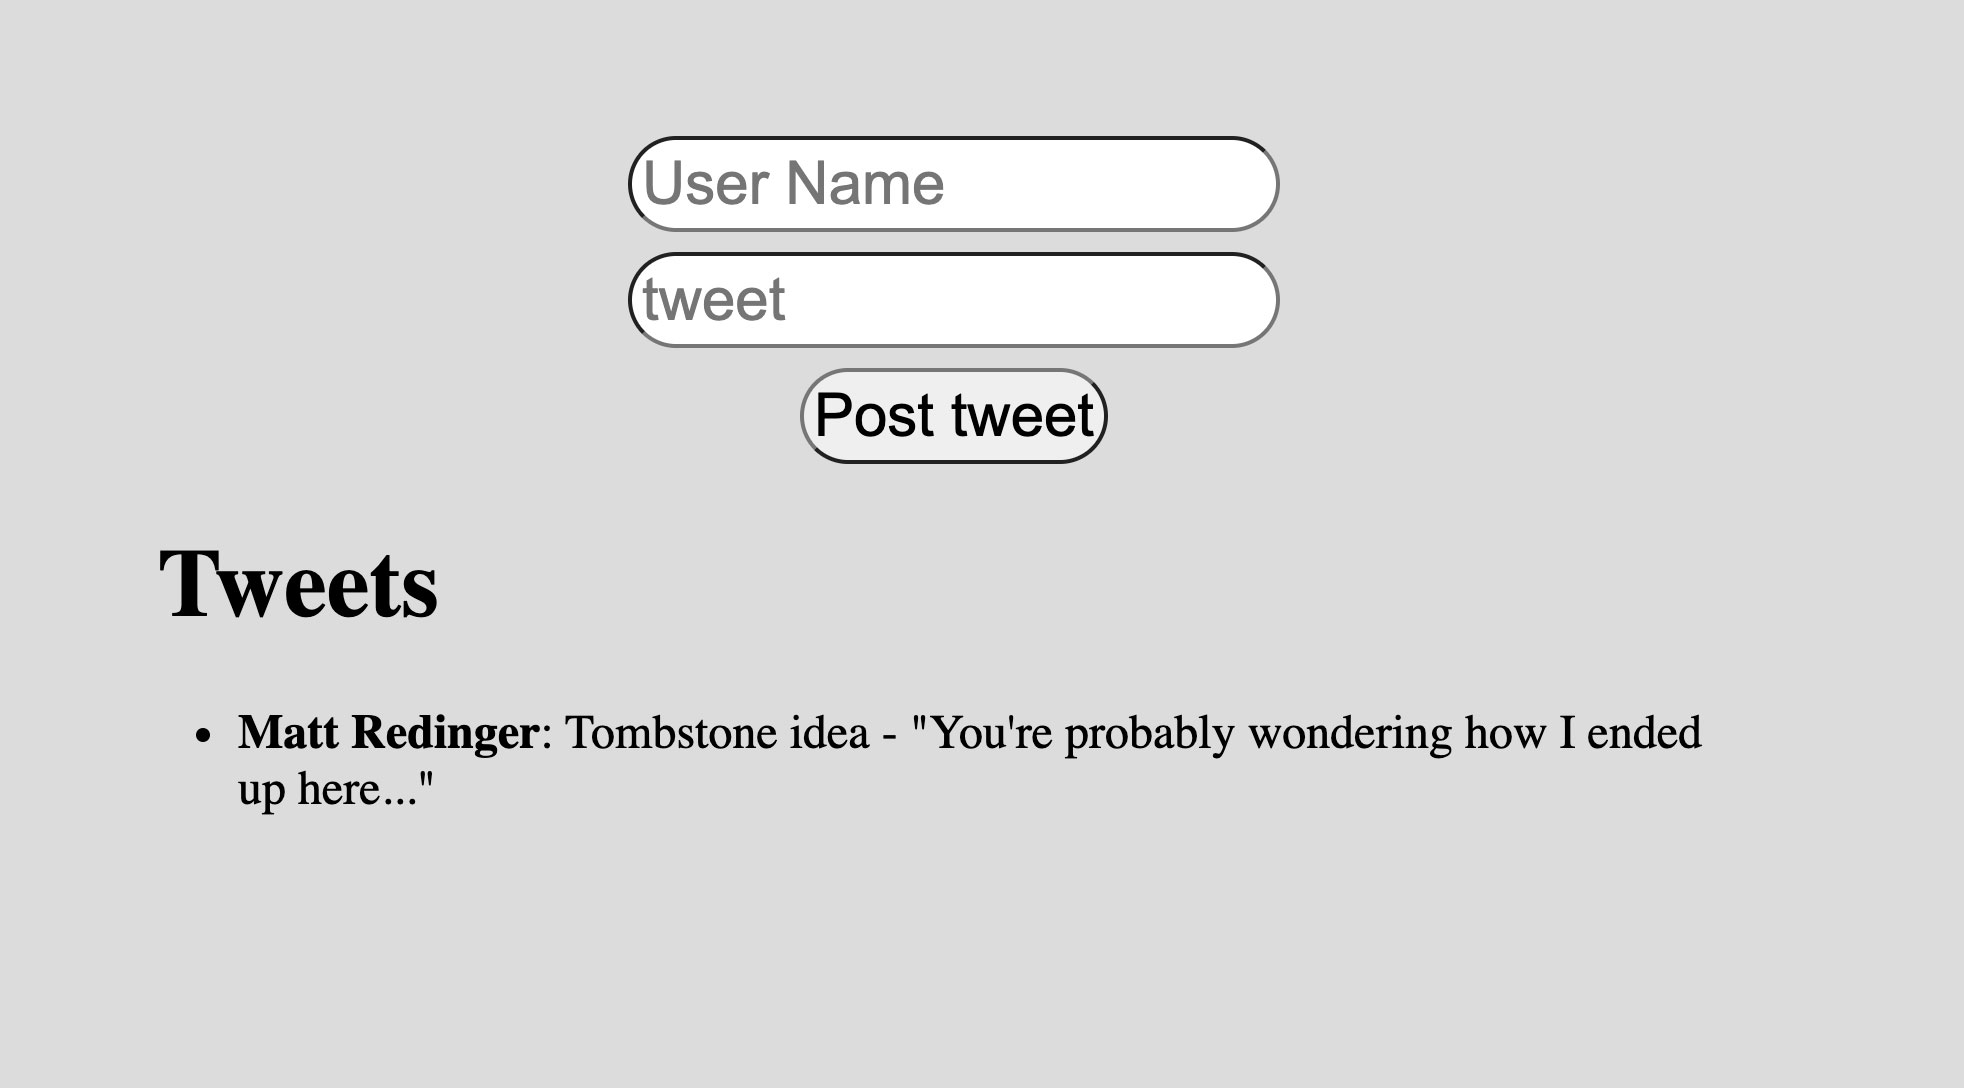 User Name
tweet
Post tweet
Tweets
Matt Redinger: Tombstone idea - "You're probably wondering how I ended
up here..."